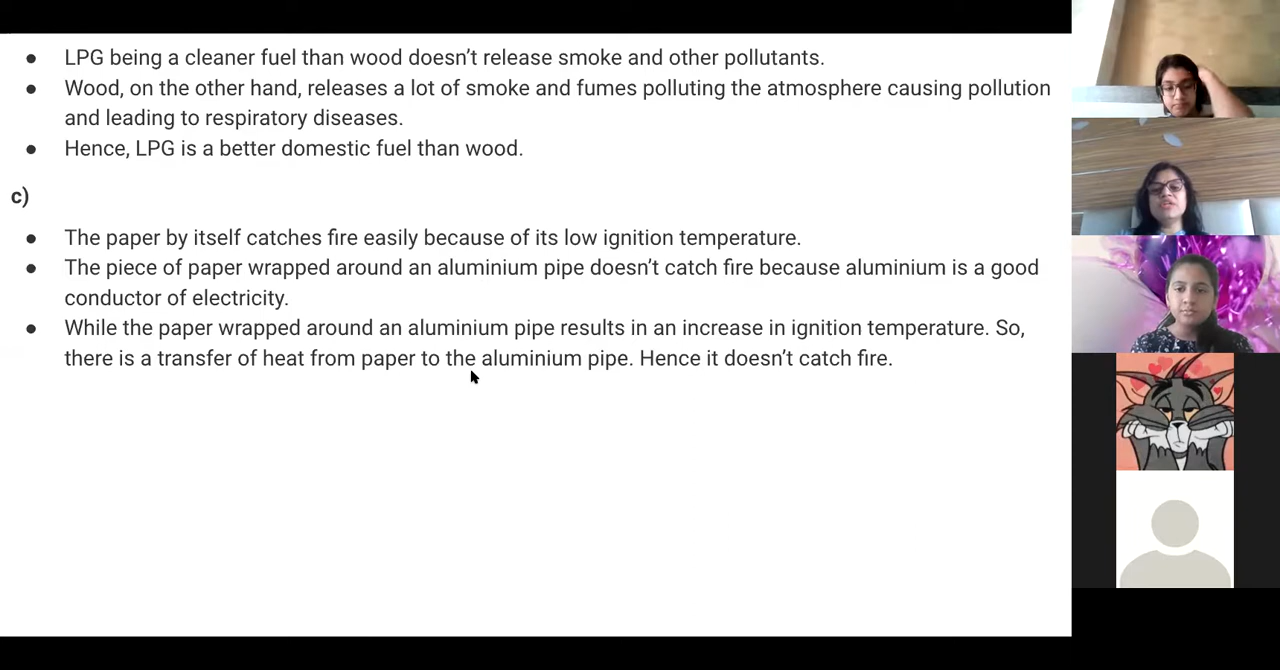 ● LPG being a cleaner fuel than wood doesn't release smoke and other pollutants.
● Wood, on the other hand, releases a lot of smoke and fumes polluting the atmosphere causing pollution
and leading to respiratory diseases.
● Hence, LPG is a better domestic fuel than wood.
c)
● The paper by itself catches fire easily because of its low ignition temperature.
● The piece of paper wrapped around an aluminium pipe doesn't catch fire because aluminium is a good
conductor of electricity.
● While the paper wrapped around an aluminium pipe results in an increase in ignition temperature. So,
there is a transfer of heat from paper to the aluminium pipe. Hence it doesn't catch fire.